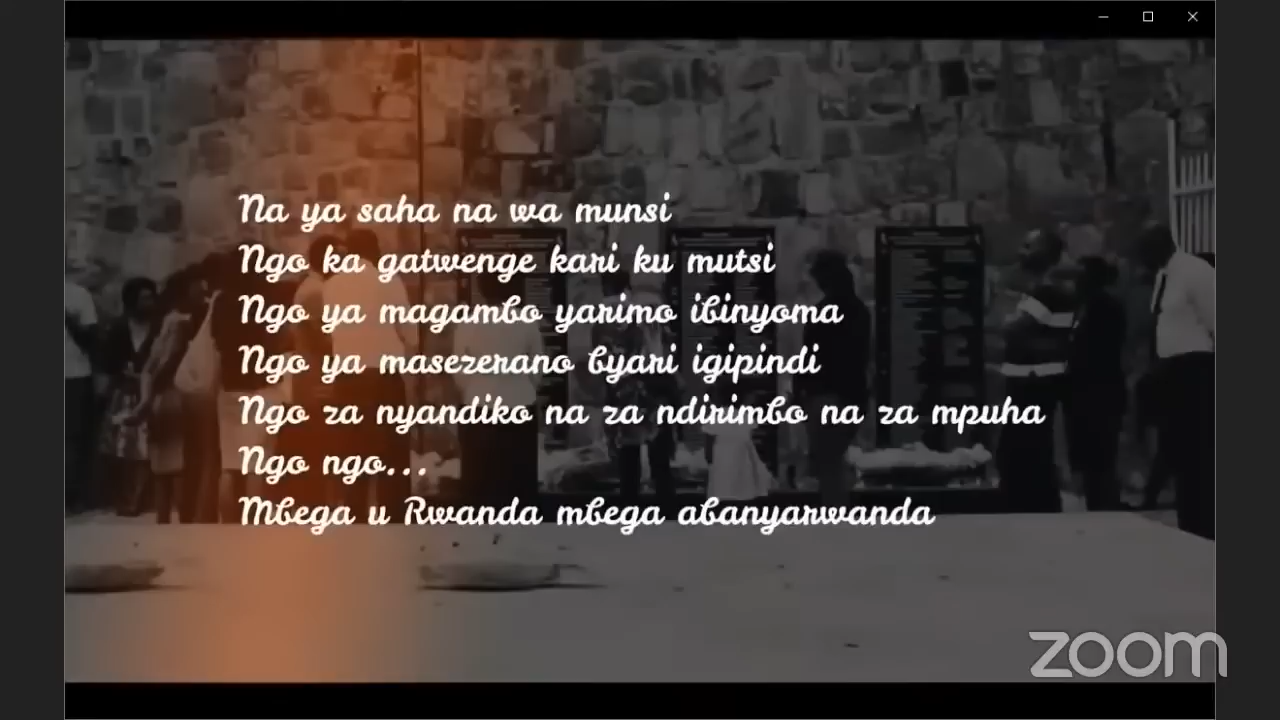 Na ya saha na wa munsi
Ngo ka gatwenge kari ku mutsi
Ngo ya magambo yarimo ibinyoma
Ngo ya masezerano byari igipindi
Ngo za nyandiko na za ndirimbo na za mpuha
Ngo ngo...
Mbega u Rwanda mbega abanyarwanda
zoom